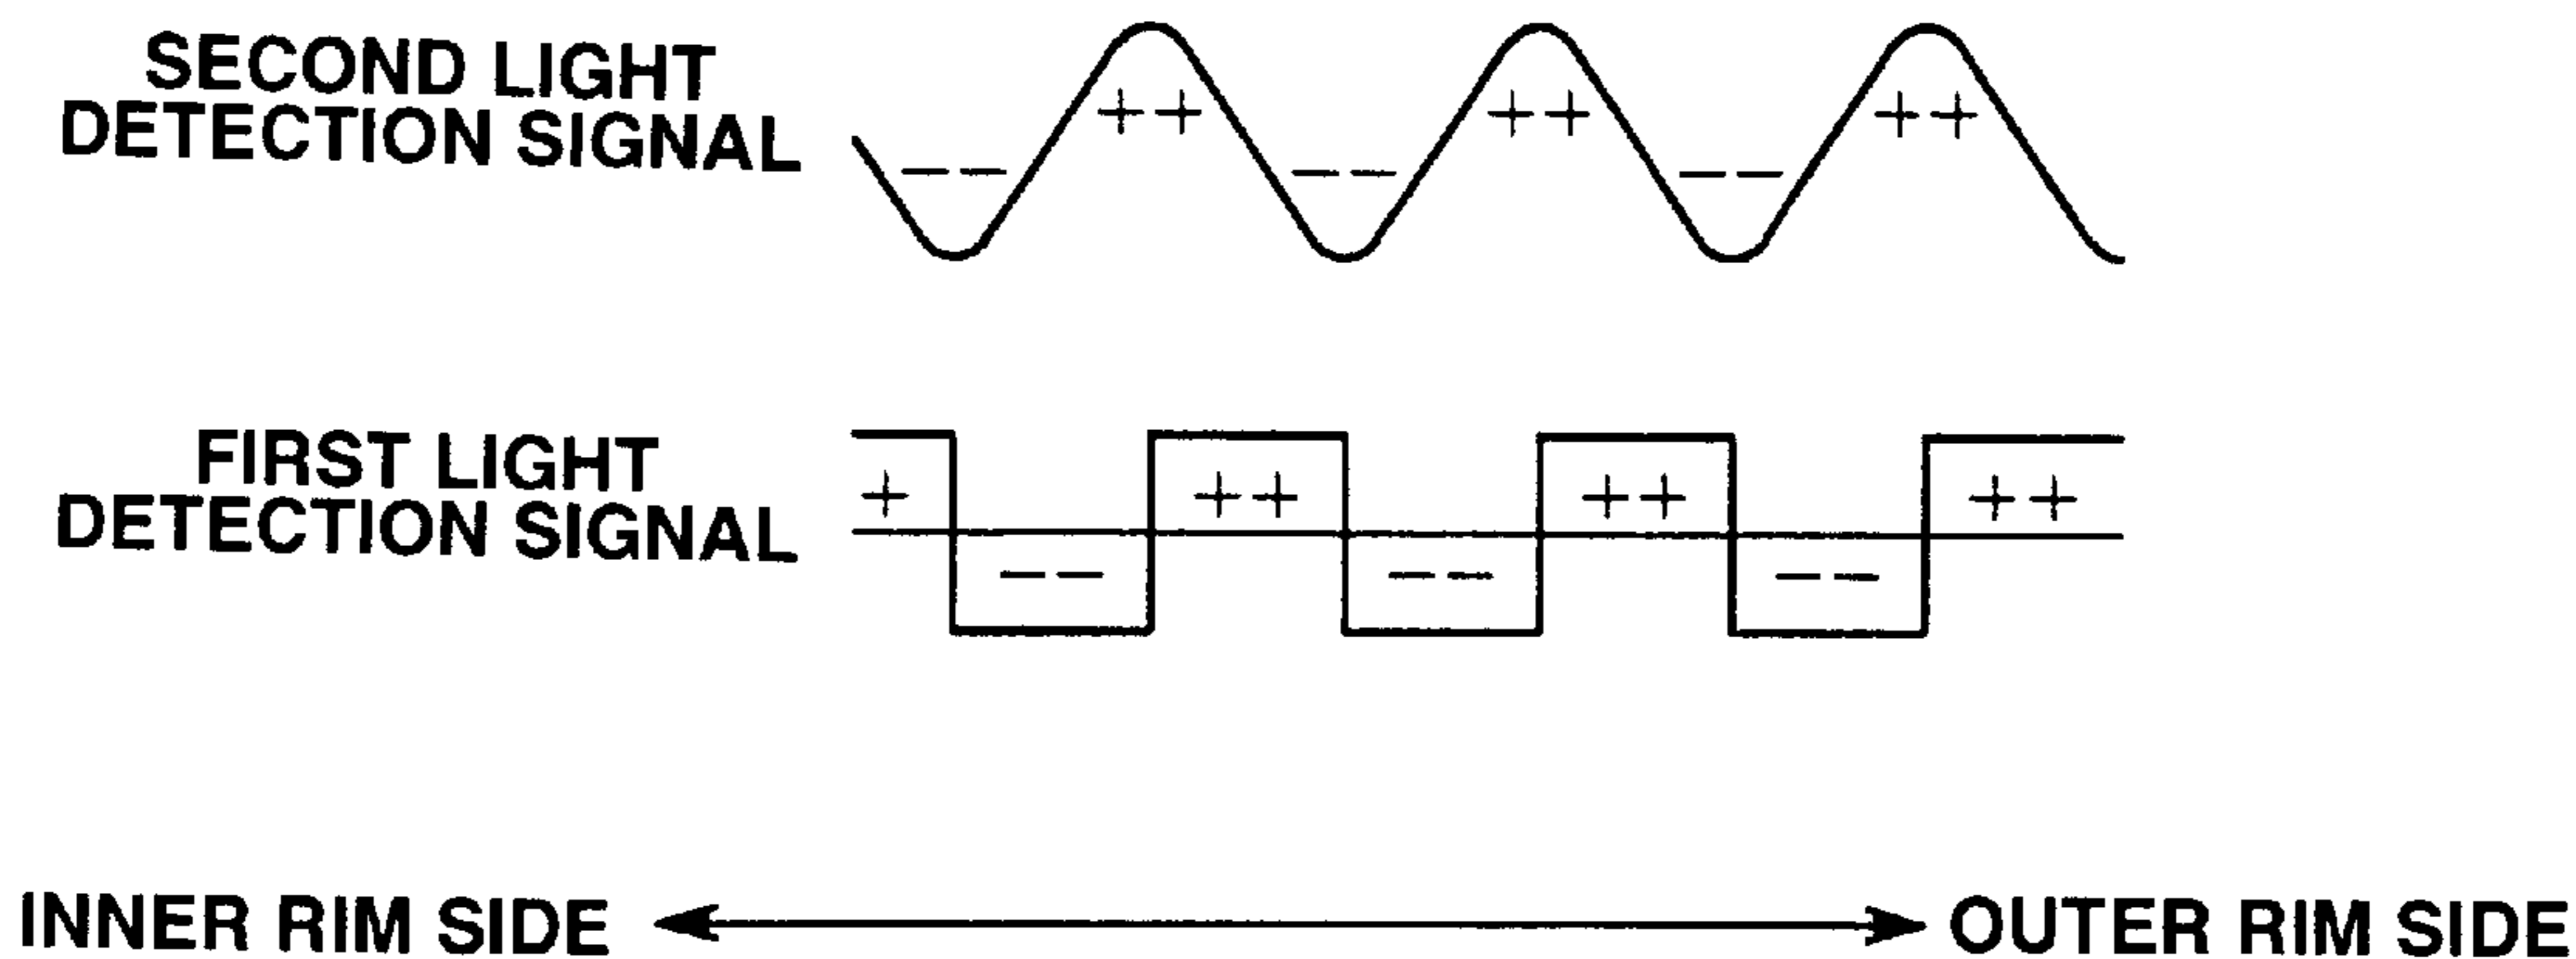 SECOND LIGHT
DETECTION SIGNAL
++ ++ ++
-- -- --
FIRST LIGHT
DETECTION SIGNAL
+ ++ ++ ++
-- -- --
INNER RIM SIDE OUTER RIM SIDE